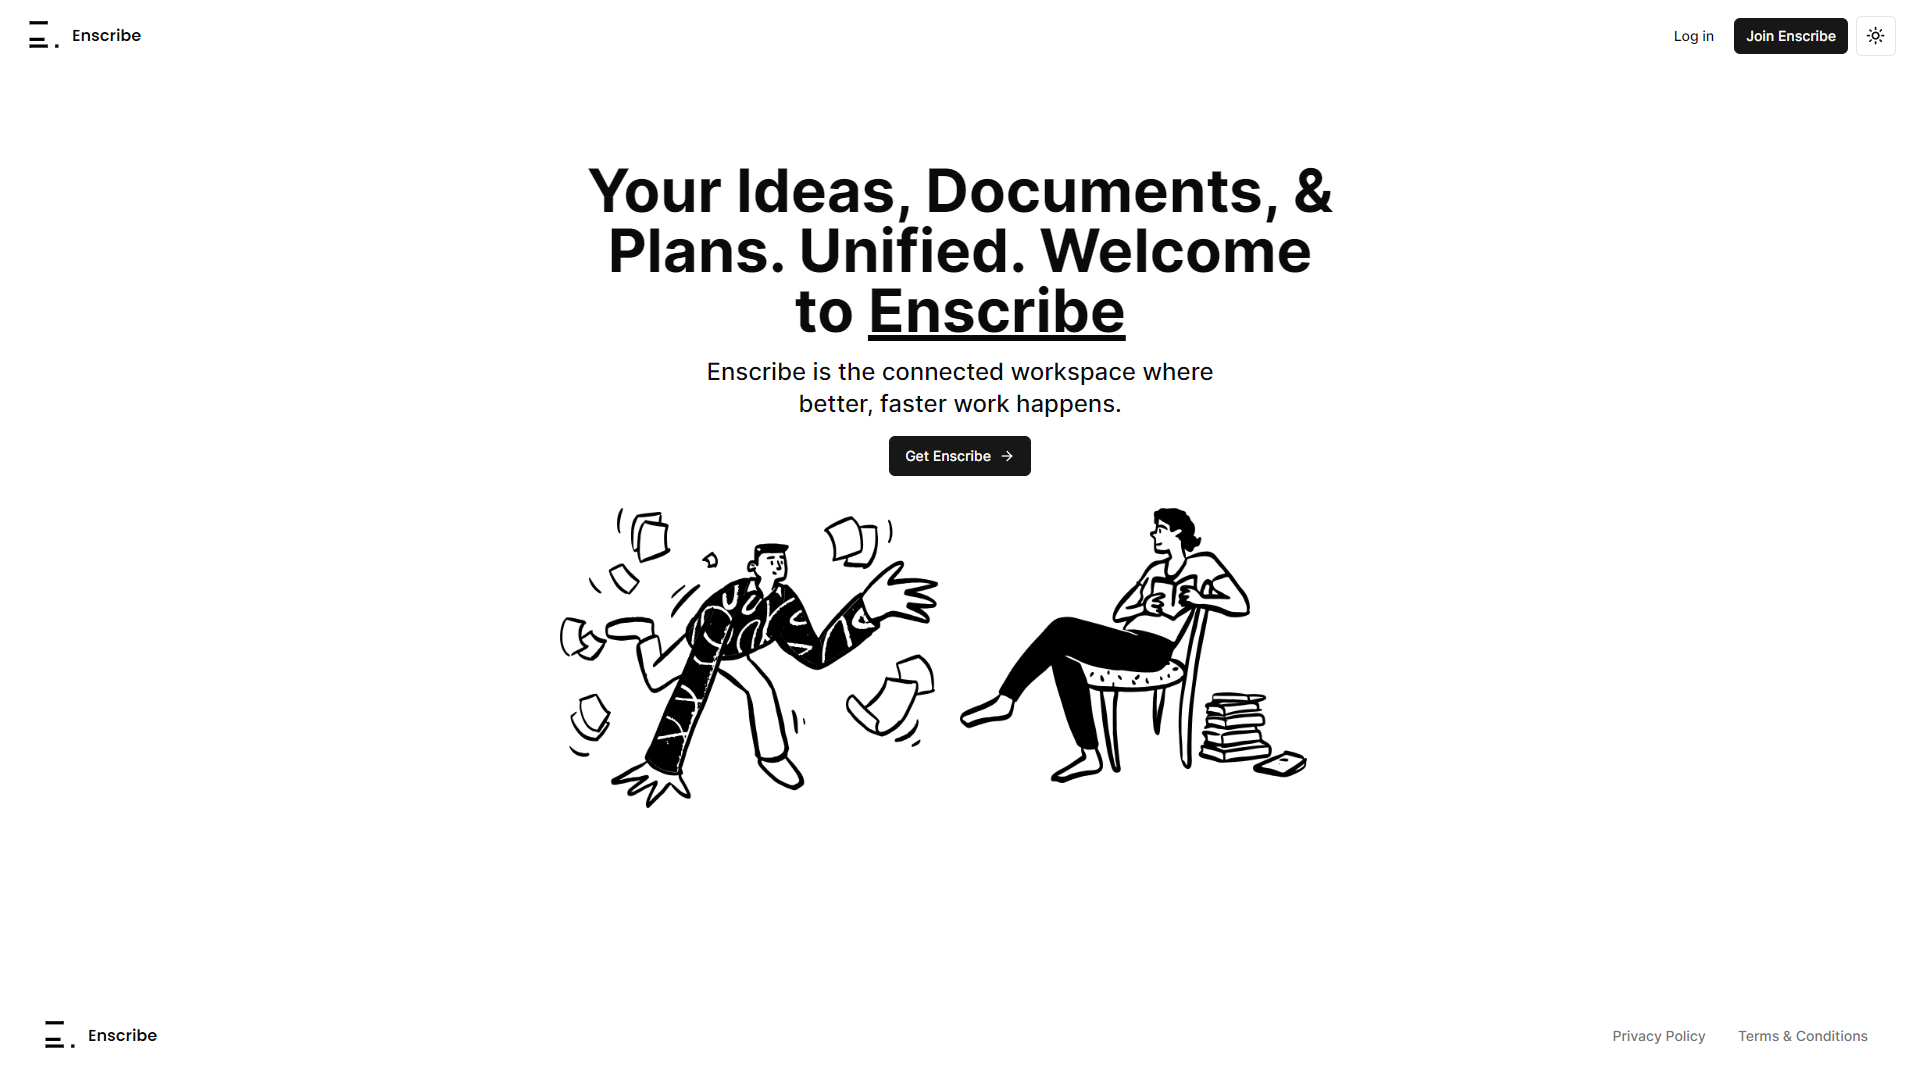 Enscribe
Log in
Join Enscribe
Your Ideas, Documents, &
Plans. Unified. Welcome
to Enscribe
Enscribe is the connected workspace where
better, faster work happens.
Get Enscribe
Enscribe
Privacy Policy
Terms & Conditions